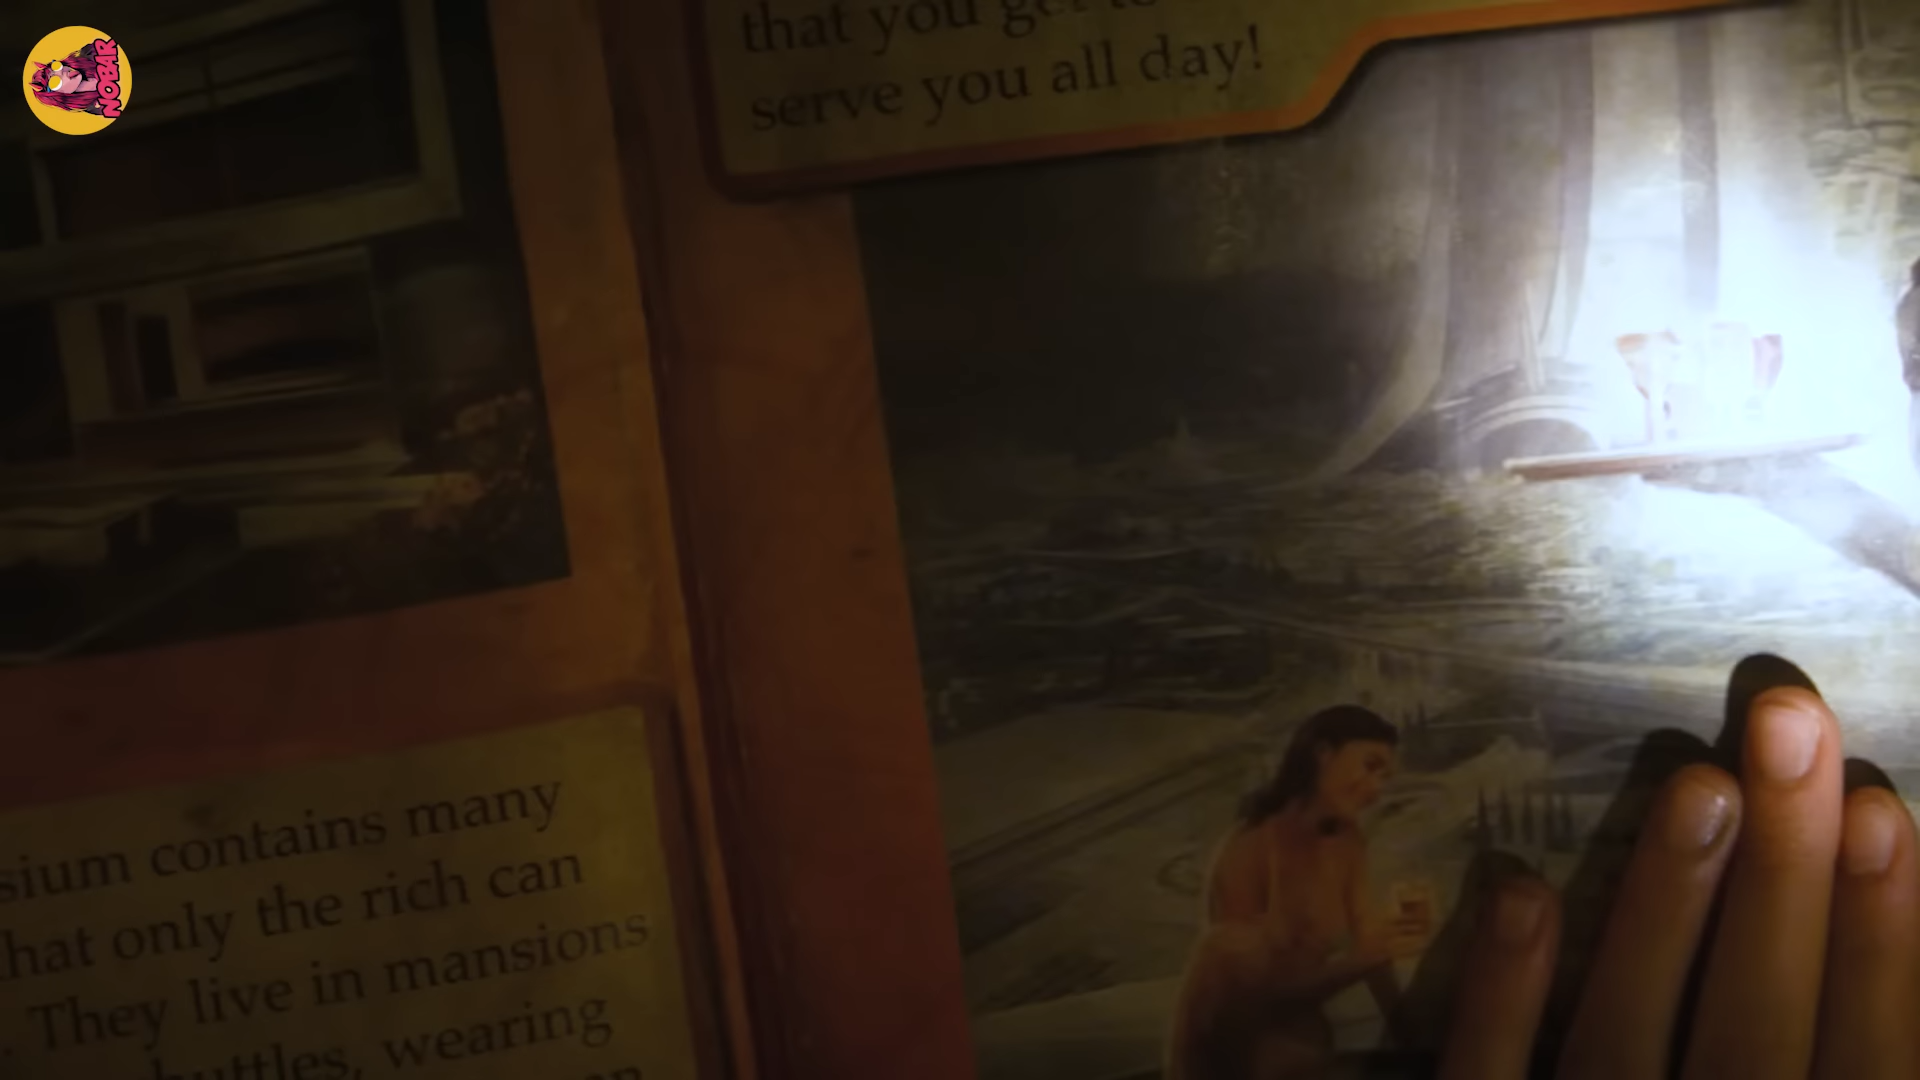 NOBAR
that you get to
serve you all day!
sium contains many
that only the rich can
. They live in mansions
huttles, wearing
on